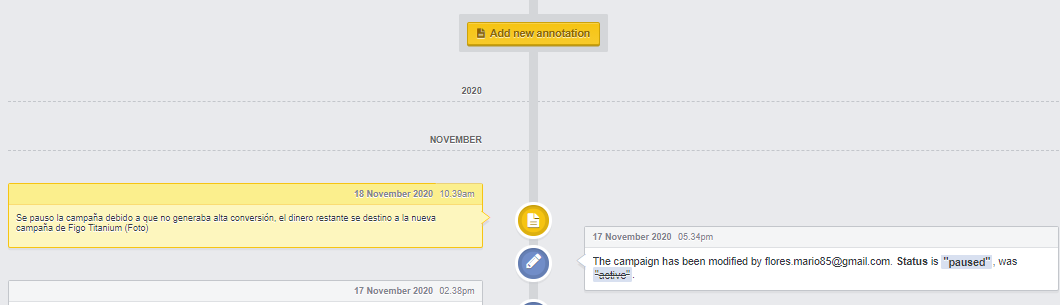 Add new annotation
2020
NOVEMBER
18 November 2020 10.39am
Se pauso la campaña debido a que no generaba alta conversión, el dinero restante se destino a la nueva
campaña de Figo Titanium (Foto)
17 November 2020 05.34pm
The campaign has been modified by flores.mario85@gmail.com. Status is "paused", was
"active".
17 November 2020 02.38pm